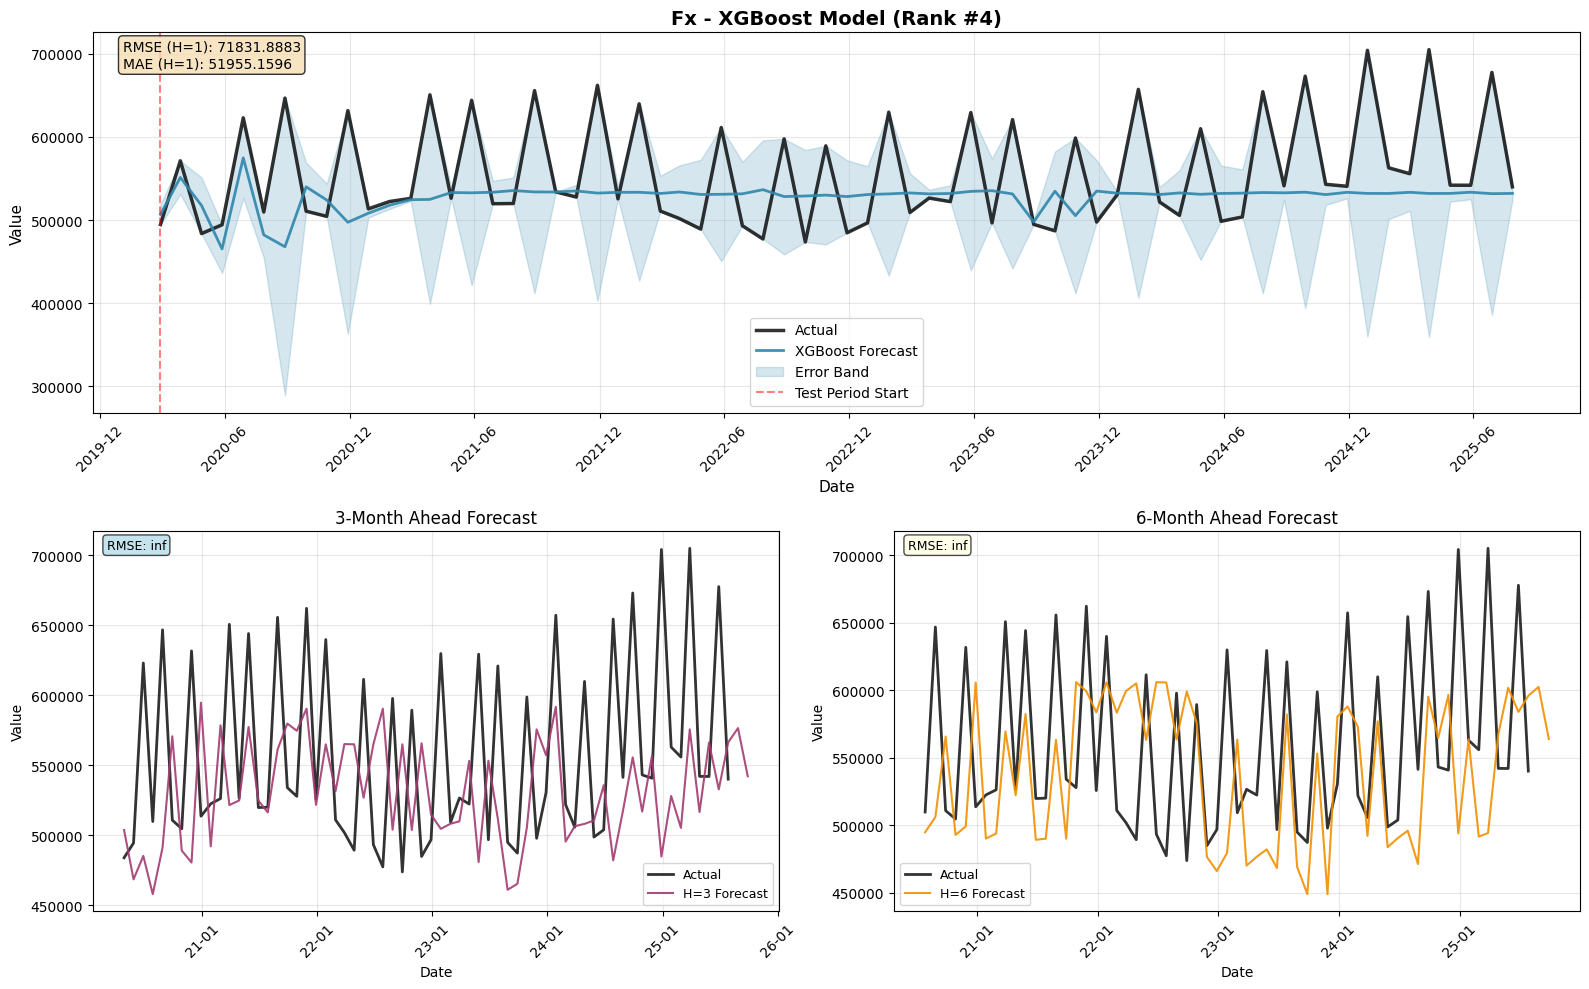 Fx - XGBoost Model (Rank #4)
RMSE (H=1): 71831.8883
MAE (H=1): 51955.1596
Value
700000
600000
500000
400000
300000
Actual
XGBoost Forecast
Error Band
Test Period Start
2019-12
2020-06
2020-12
2021-06
2021-12
2022-06
2022-12
2023-06
2023-12
2024-06
2024-12
2025-06
Date
3-Month Ahead Forecast
RMSE: inf
Value
700000
650000
600000
550000
500000
450000
Actual
H=3 Forecast
21-01
22-01
23-01
24-01
25-01
26-01
Date
6-Month Ahead Forecast
RMSE: inf
Value
700000
650000
600000
550000
500000
450000
Actual
H=6 Forecast
21-01
22-01
23-01
24-01
25-01
Date